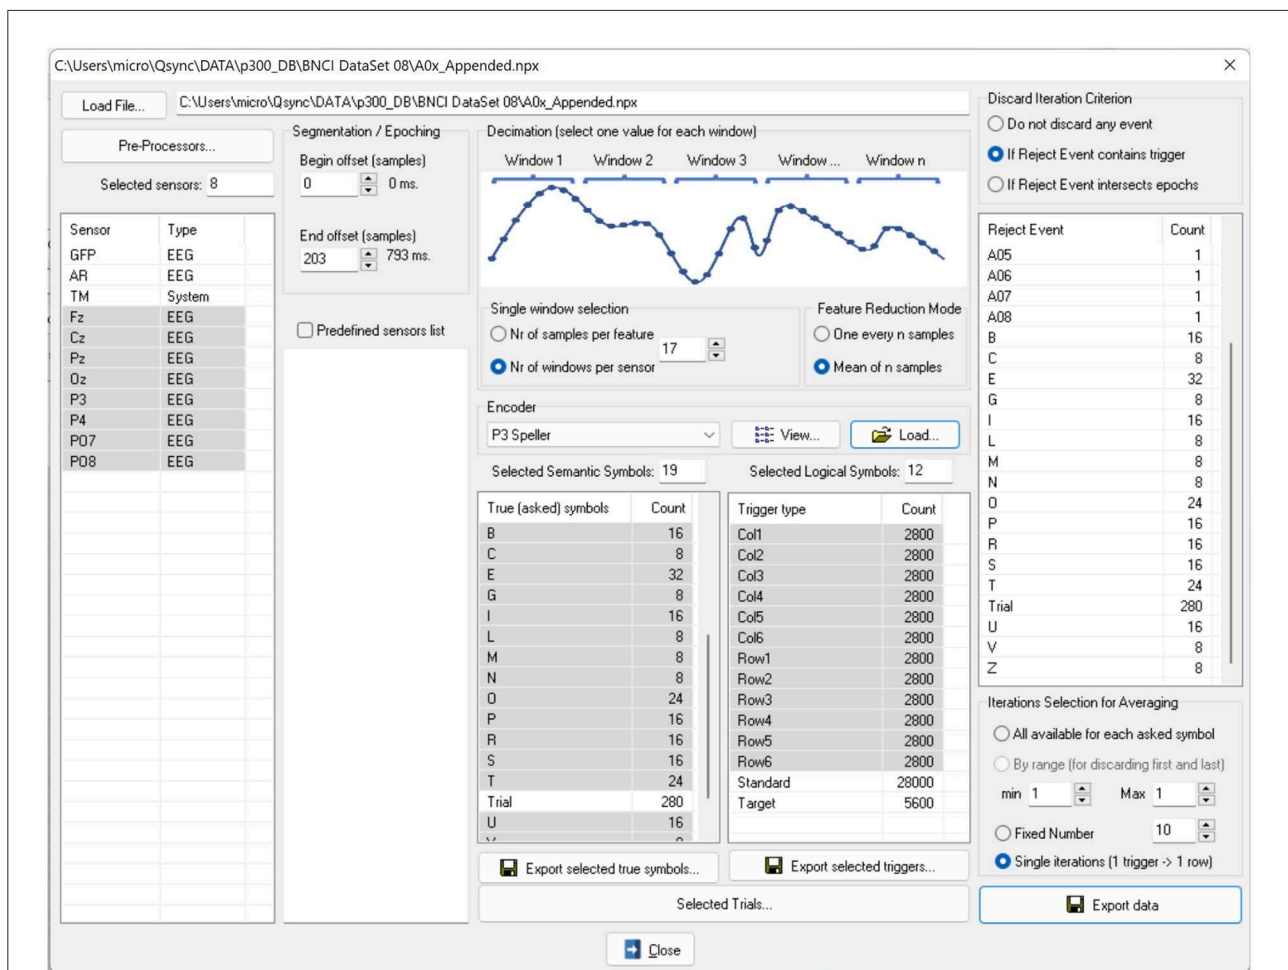 C:\Users\micro\Qsync\DATA\p300_DB\BNCI DataSet 08\A0x_Appended.npx
Load File...
C:\Users\micro\Qsync\DATA\p300_DB\BNCI DataSet 08\A0x_Appended.npx
Pre-Processors...
Selected sensors: 8
Sensor Type
GFP EEG
AR EEG
TM System
Fz EEG
Cz EEG
Pz EEG
Oz EEG
P3 EEG
P4 EEG
PO7 EEG
PO8 EEG
Segmentation / Epoching
Begin offset (samples)
0 0 ms.
End offset (samples)
203 793 ms.
Predefined sensors list
Decimation (select one value for each window)
Window 1 Window 2 Window 3 Window ... Window n
Single window selection
Nr of samples per feature
17
Nr of windows per sensor
Feature Reduction Mode
One every n samples
Mean of n samples
Encoder
P3 Speller
View...
Load...
Selected Semantic Symbols: 19
True (asked) symbols Count
B 16
C 8
E 32
G 8
I 16
L 8
M 8
N 8
O 24
P 16
R 16
S 16
T 24
Trial 280
U 16
Export selected true symbols...
Selected Logical Symbols: 12
Trigger type Count
Col1 2800
Col2 2800
Col3 2800
Col4 2800
Col5 2800
Col6 2800
Row1 2800
Row2 2800
Row3 2800
Row4 2800
Row5 2800
Row6 2800
Standard 28000
Target 5600
Export selected triggers...
Selected Trials...
Close
Discard Iteration Criterion
Do not discard any event
If Reject Event contains trigger
If Reject Event intersects epochs
Reject Event Count
A05 1
A06 1
A07 1
A08 1
B 16
C 8
E 32
G 8
I 16
L 8
M 8
N 8
O 24
P 16
R 16
S 16
T 24
Trial 280
U 16
V 8
Z 8
Iterations Selection for Averaging
All available for each asked symbol
By range (for discarding first and last)
min 1 Max 1
Fixed Number 10
Single iterations (1 trigger -> 1 row)
Export data